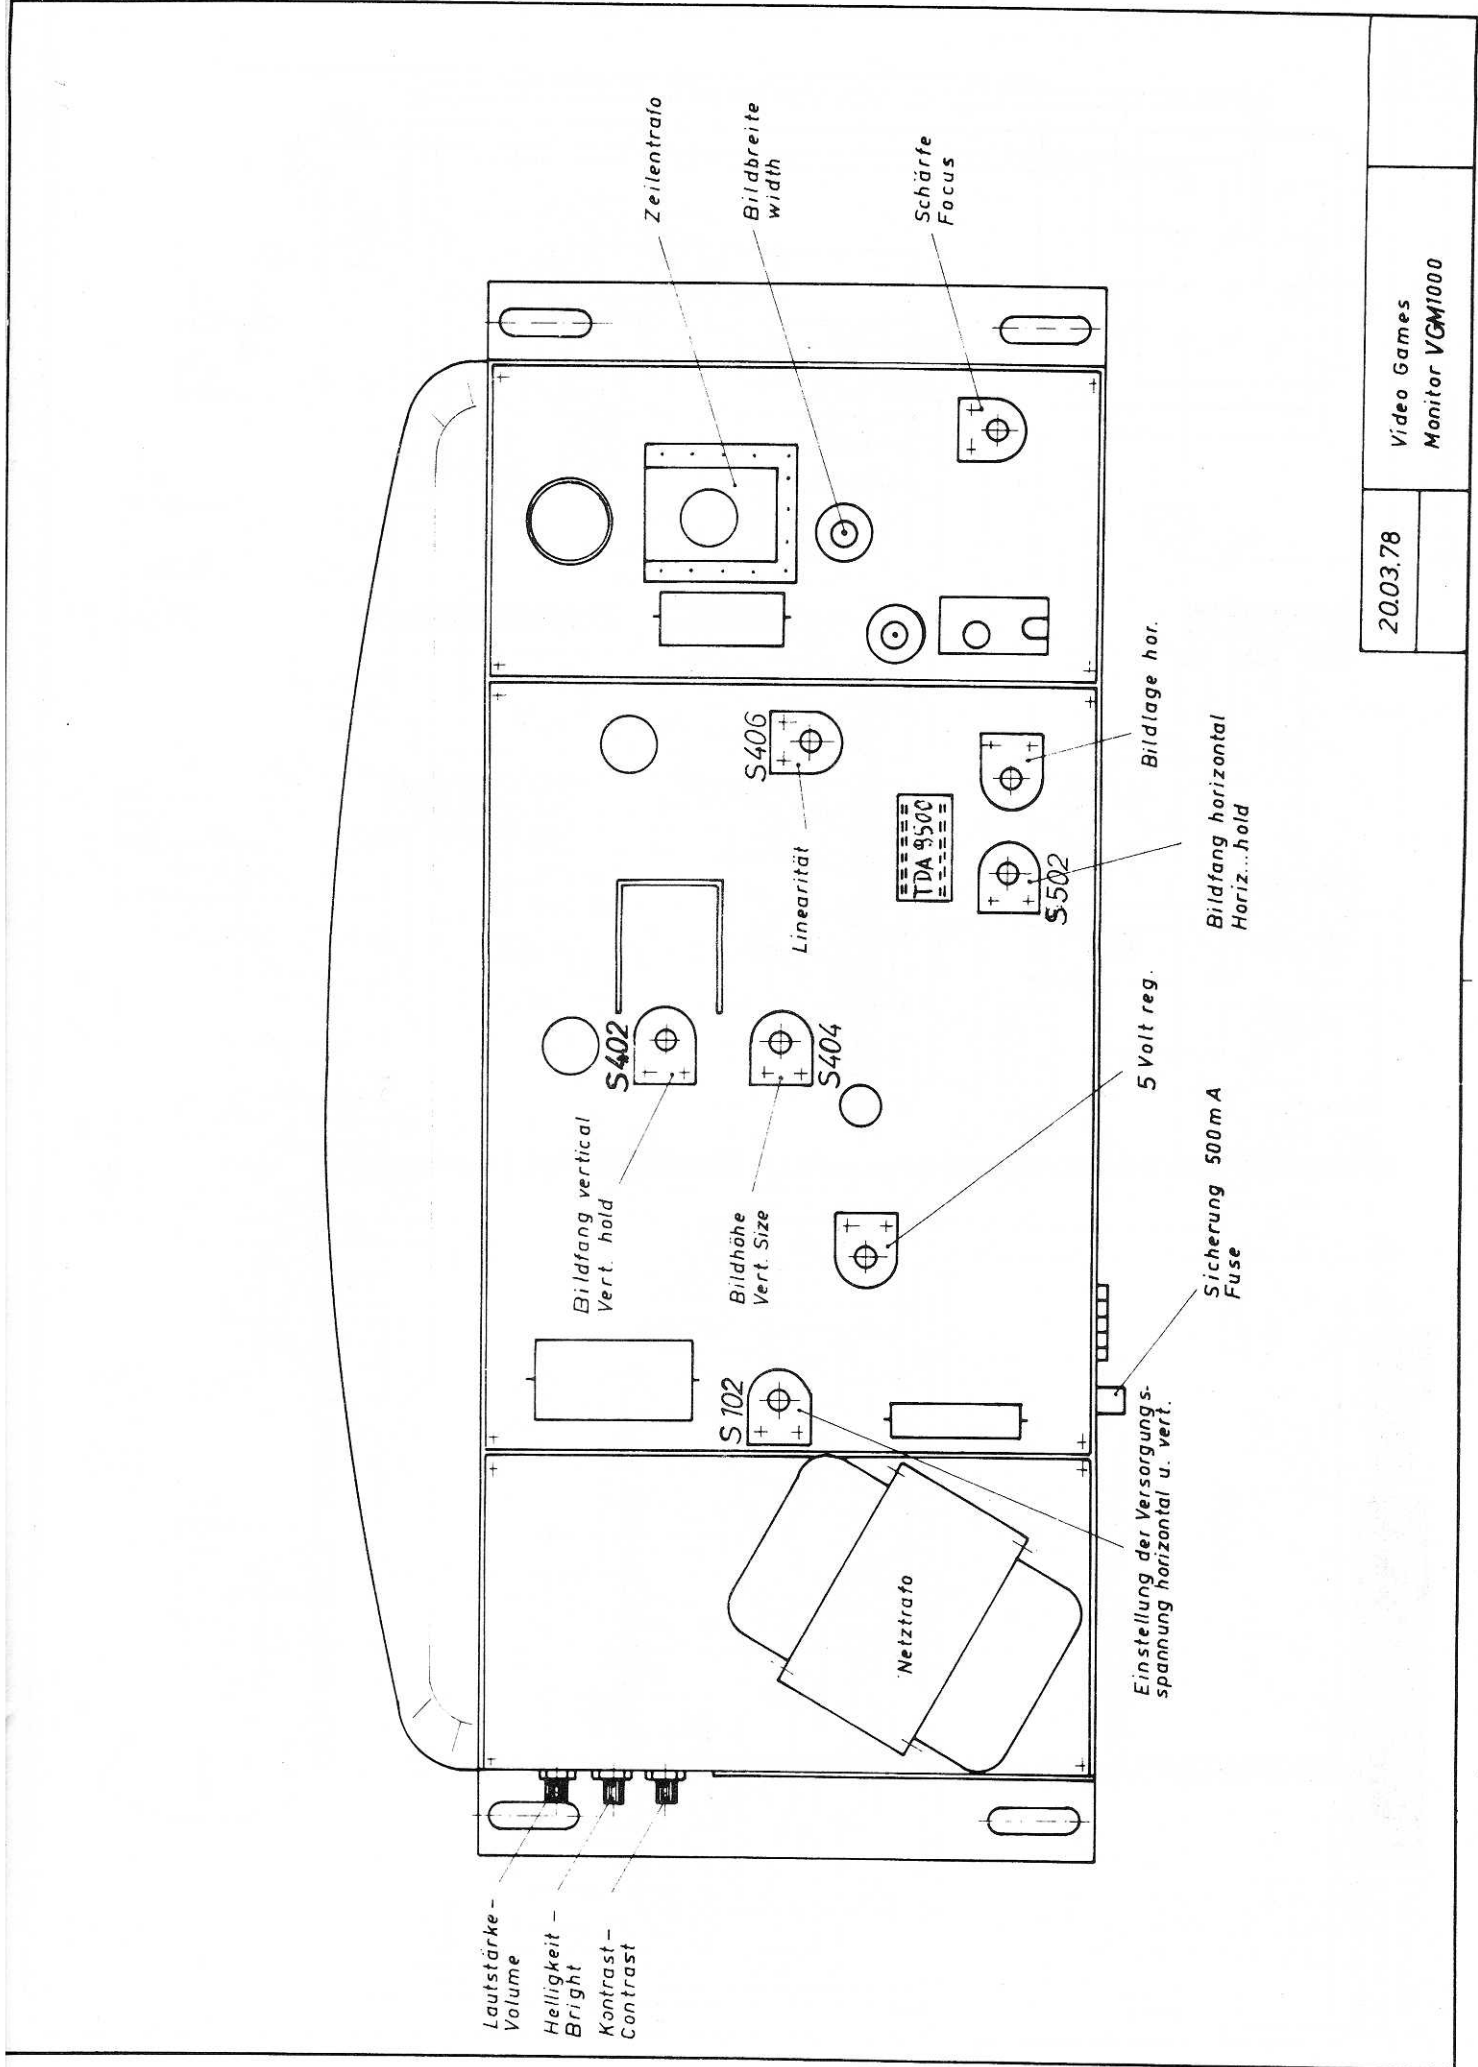 Lautstärke-
Volume
Helligkeit-
Bright
Kontrast-
Contrast
Bildfang vertical
Vert. hold
S402
Zeilentrafo
Bildhöhe
Vert. Size
S404
S406
Linearität
Bildbreite
width
S 102
Netztrafo
TDA 9500
Schärfe
Focus
S 502
Einstellung der Versorgungs-
spannung horizontal u. vert.
5 Volt reg.
Bildlage hor.
Sicherung 500mA
Fuse
Bildfang horizontal
Horiz...hold
20.03.78
Video Games
Monitor VGM1000